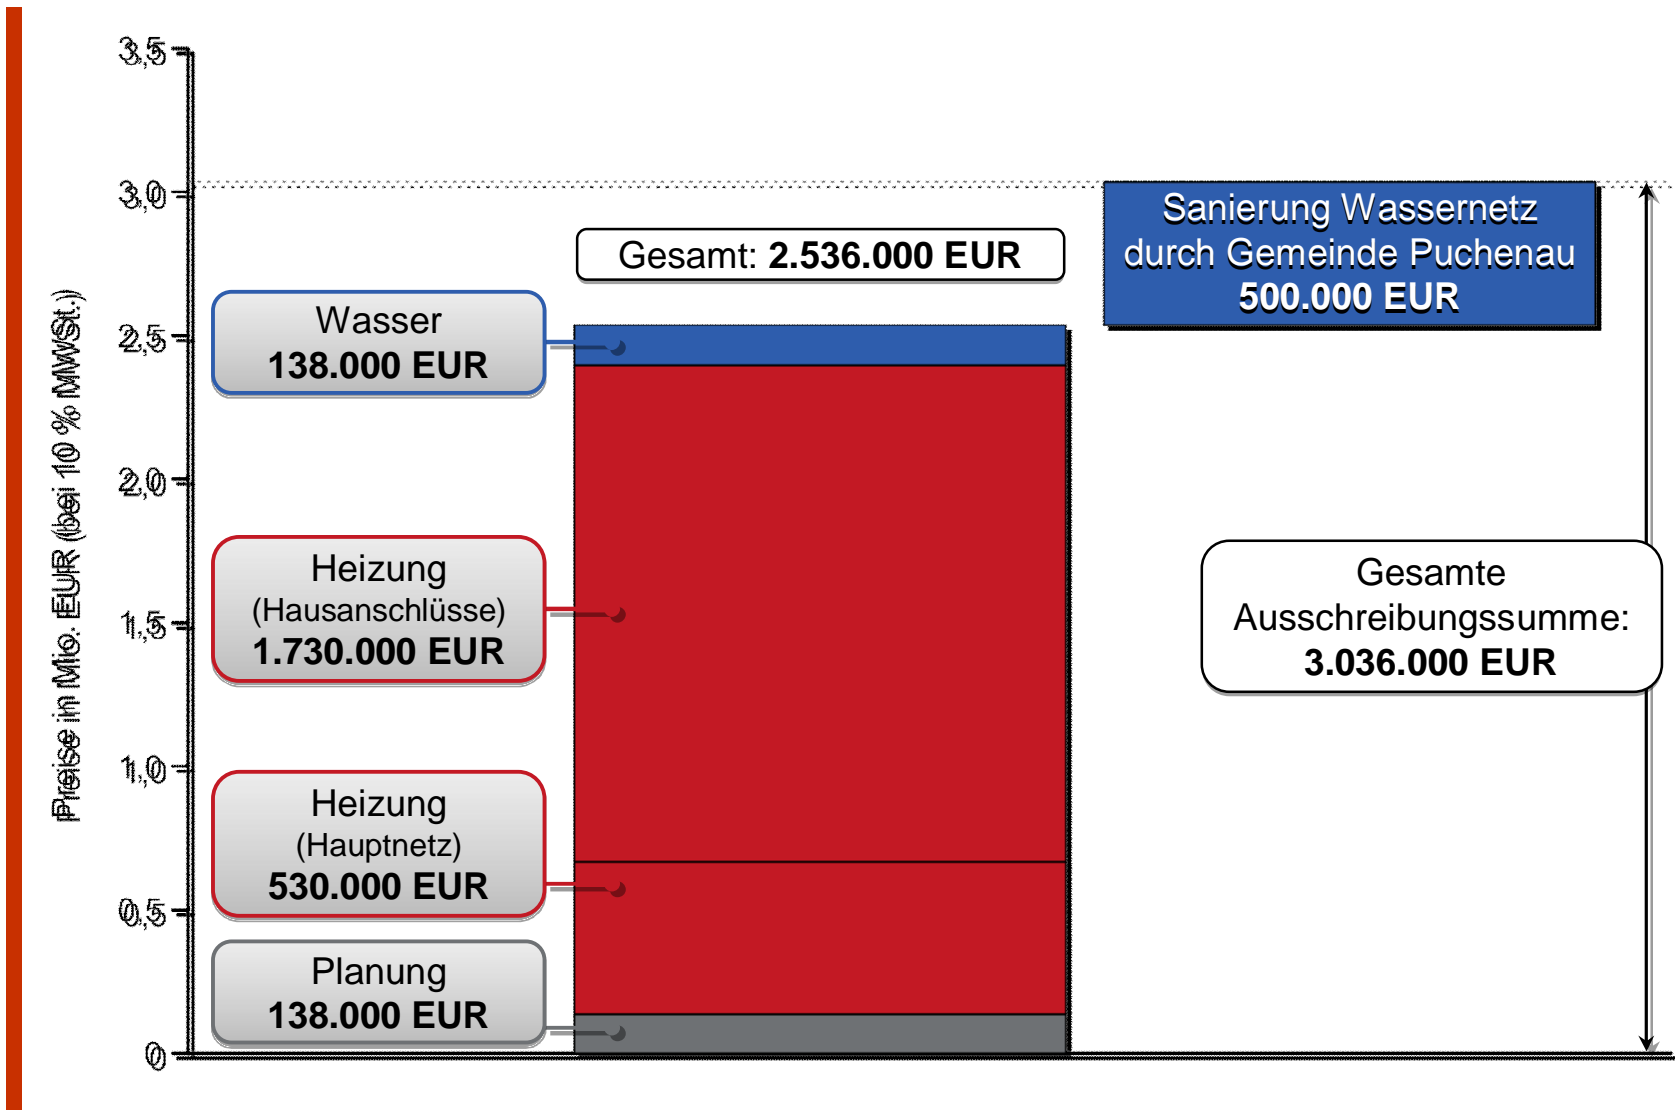 Preise in Mio. EUR (bei 10 % MWSt.)
3,5
3,0
2,5
2,0
1,5
1,0
0,5
0
Gesamt: 2.536.000 EUR
Wasser
138.000 EUR
Heizung
(Hausanschlüsse)
1.730.000 EUR
Heizung
(Hauptnetz)
530.000 EUR
Planung
138.000 EUR
Sanierung Wassernetz
durch Gemeinde Puchenau
500.000 EUR
Gesamte
Ausschreibungssumme:
3.036.000 EUR